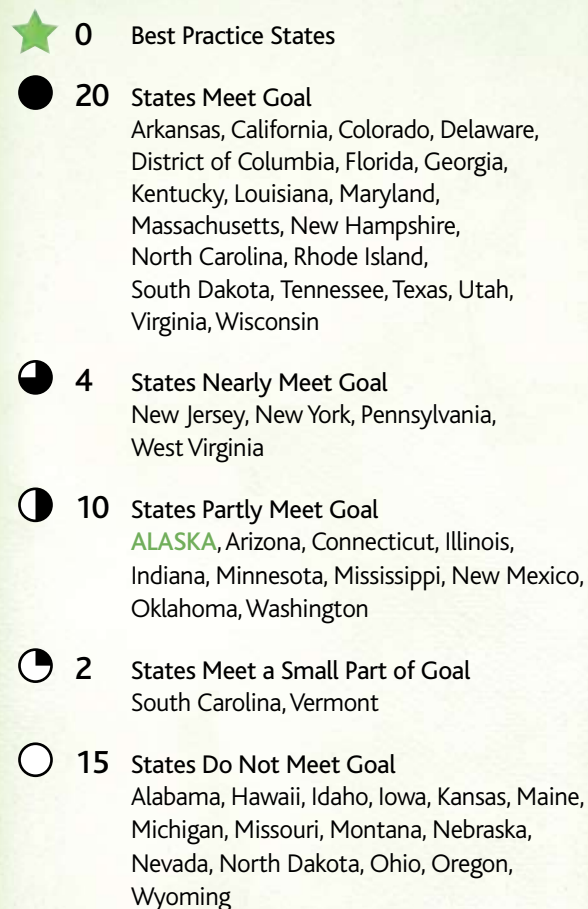 0 Best Practice States
20 States Meet Goal
Arkansas, California, Colorado, Delaware,
District of Columbia, Florida, Georgia,
Kentucky, Louisiana, Maryland,
Massachusetts, New Hampshire,
North Carolina, Rhode Island,
South Dakota, Tennessee, Texas, Utah,
Virginia, Wisconsin
4 States Nearly Meet Goal
New Jersey, New York, Pennsylvania,
West Virginia
10 States Partly Meet Goal
ALASKA, Arizona, Connecticut, Illinois,
Indiana, Minnesota, Mississippi, New Mexico,
Oklahoma, Washington
2 States Meet a Small Part of Goal
South Carolina, Vermont
15 States Do Not Meet Goal
Alabama, Hawaii, Idaho, Iowa, Kansas, Maine,
Michigan, Missouri, Montana, Nebraska,
Nevada, North Dakota, Ohio, Oregon,
Wyoming